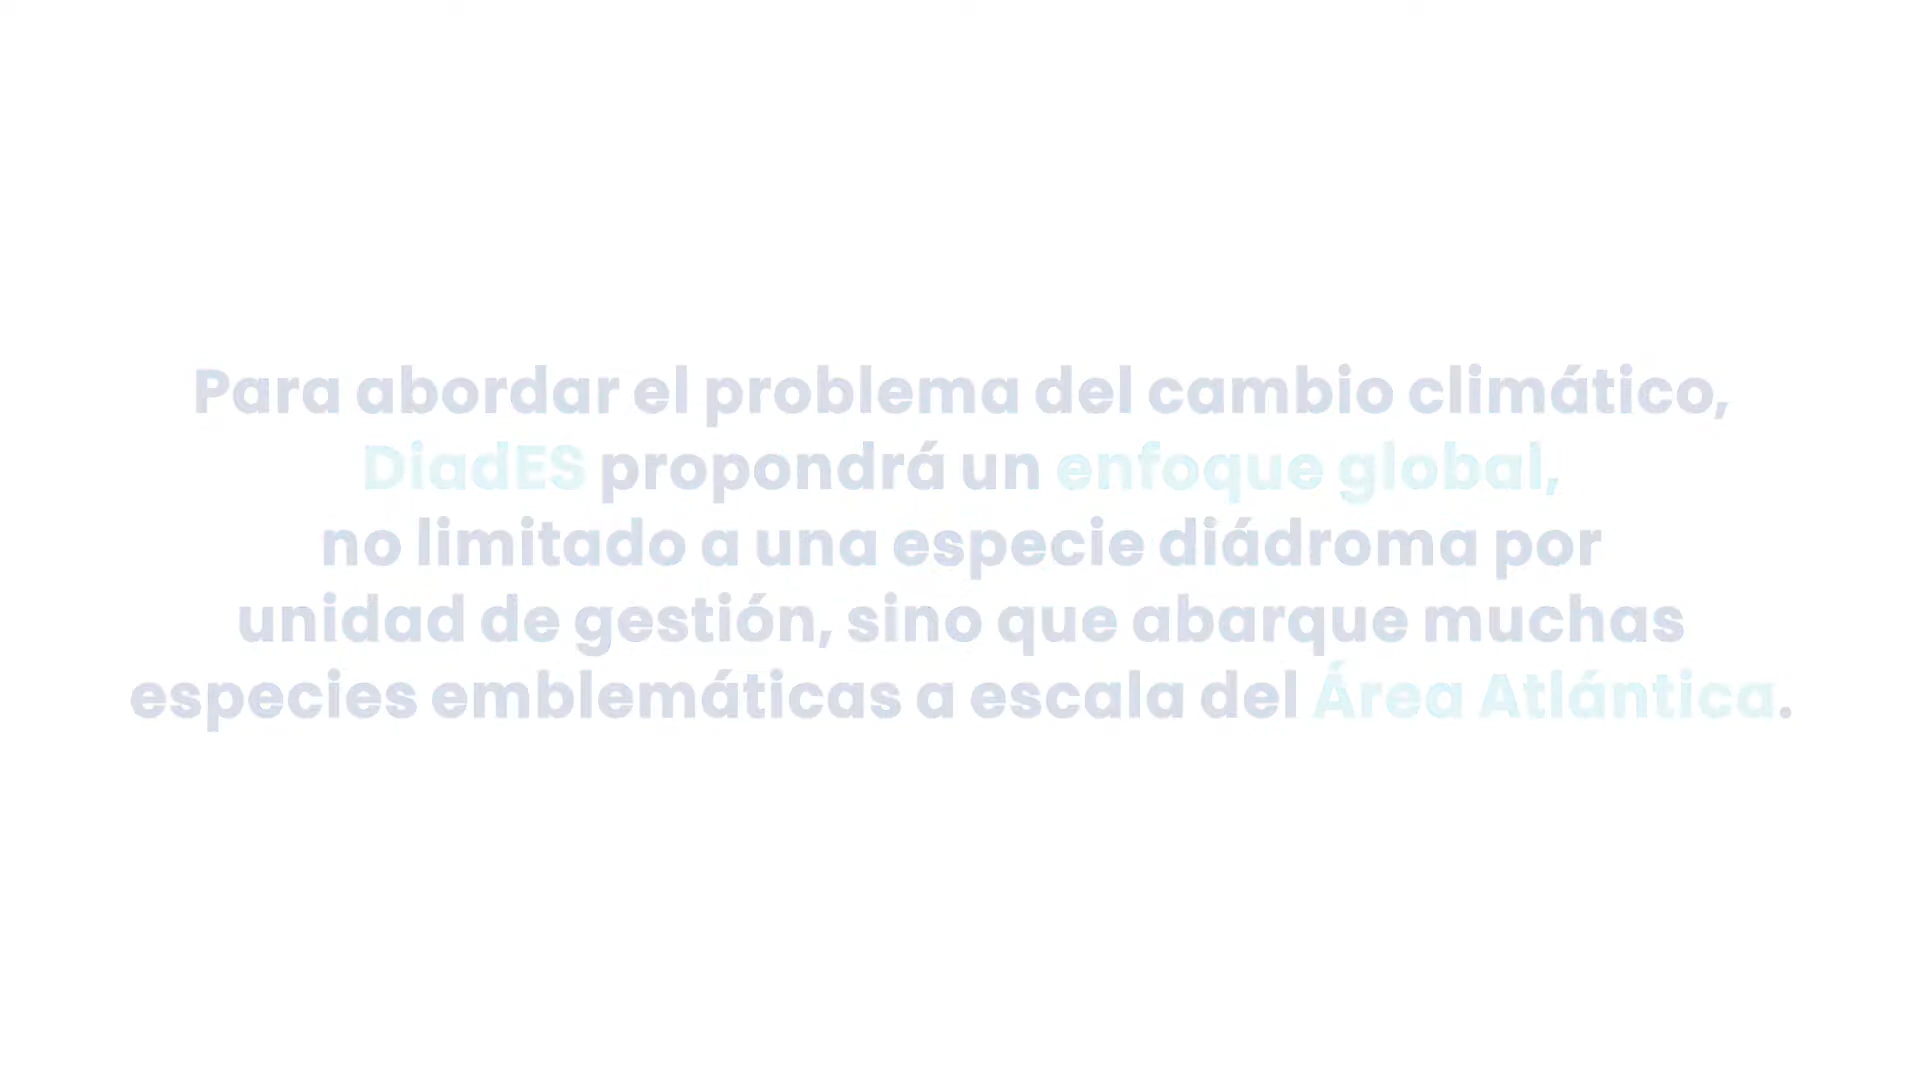 Para abordar el problema del cambio climático,
DiadES propondrá un enfoque global,
no limitado a una especie diádroma por
unidad de gestión, sino que abarque muchas
especies emblemáticas a escala del Área Atlántica.